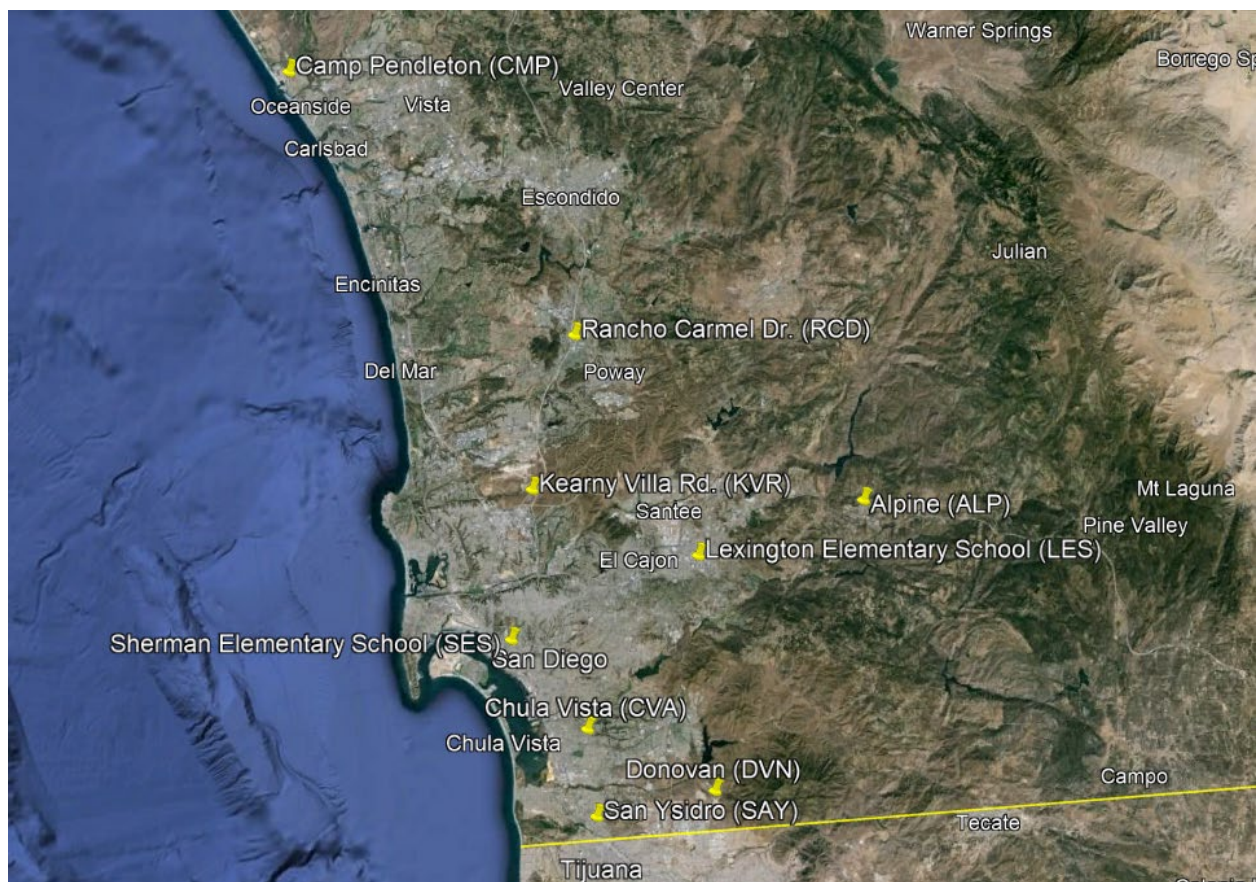 Warner Springs
Borrego Sp
Camp Pendleton (CMP)
Valley Center
Oceanside
Vista
Carlsbad
Escondido
Julian
Encinitas
Rancho Carmel Dr. (RCD)
Del Mar
Poway
Kearny Villa Rd. (KVR)
Mt Laguna
Alpine (ALP)
Santee
Pine Valley
El Cajon
Lexington Elementary School (LES)
Sherman Elementary School (SES)
San Diego
Chula Vista (CVA)
Chula Vista
Donovan (DVN)
Campo
San Ysidro (SAY)
Tecate
Tijuana